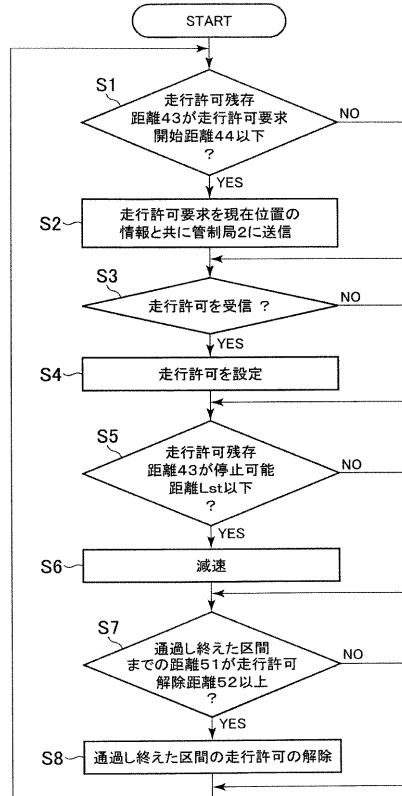 START
S1
走行許可残存
距離43が走行許可要求
開始距離44以下
?
NO
YES
S2
走行許可要求を現在位置の
情報と共に管制局2に送信
S3
走行許可を受信 ?
NO
YES
S4
走行許可を設定
S5
走行許可残存
距離43が停止可能
距離Lst以下
?
NO
YES
S6
減速
S7
通過し終えた区間
までの距離51が走行許可
解除距離52以上
?
NO
YES
S8
通過し終えた区間の走行許可の解除